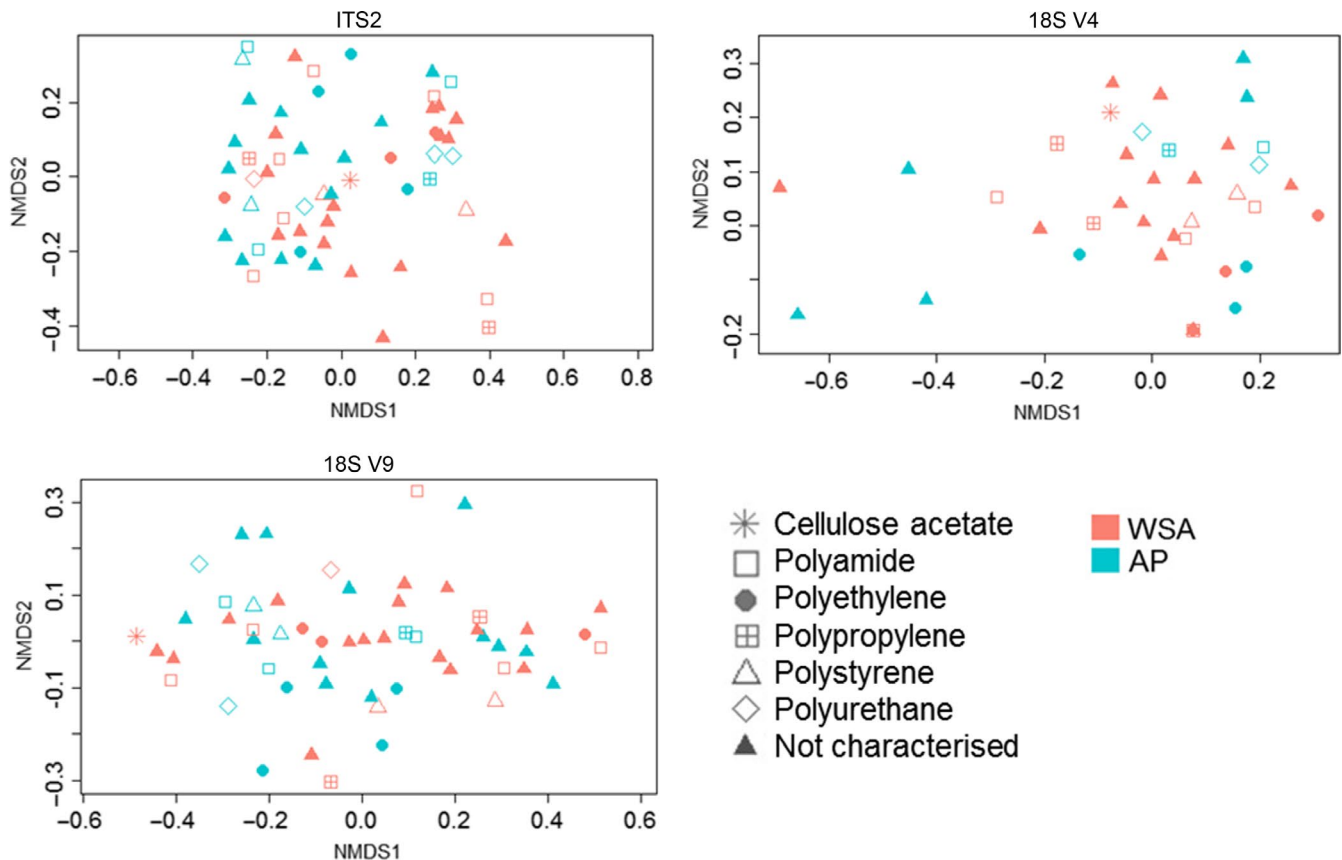 ITS2
NMDS2
0.2
0.0
−0.2
−0.4
−0.6 −0.4 −0.2 0.0 0.2 0.4 0.6 0.8
NMDS1
18S V4
NMDS2
0.3
0.2
0.1
0.0
−0.2
−0.6 −0.4 −0.2 0.0 0.2
NMDS1
18S V9
NMDS2
0.3
0.1
−0.1
−0.3
−0.6 −0.4 −0.2 0.0 0.2 0.4 0.6
NMDS1
Cellulose acetate
Polyamide
Polyethylene
Polypropylene
Polystyrene
Polyurethane
Not characterised
WSA
AP